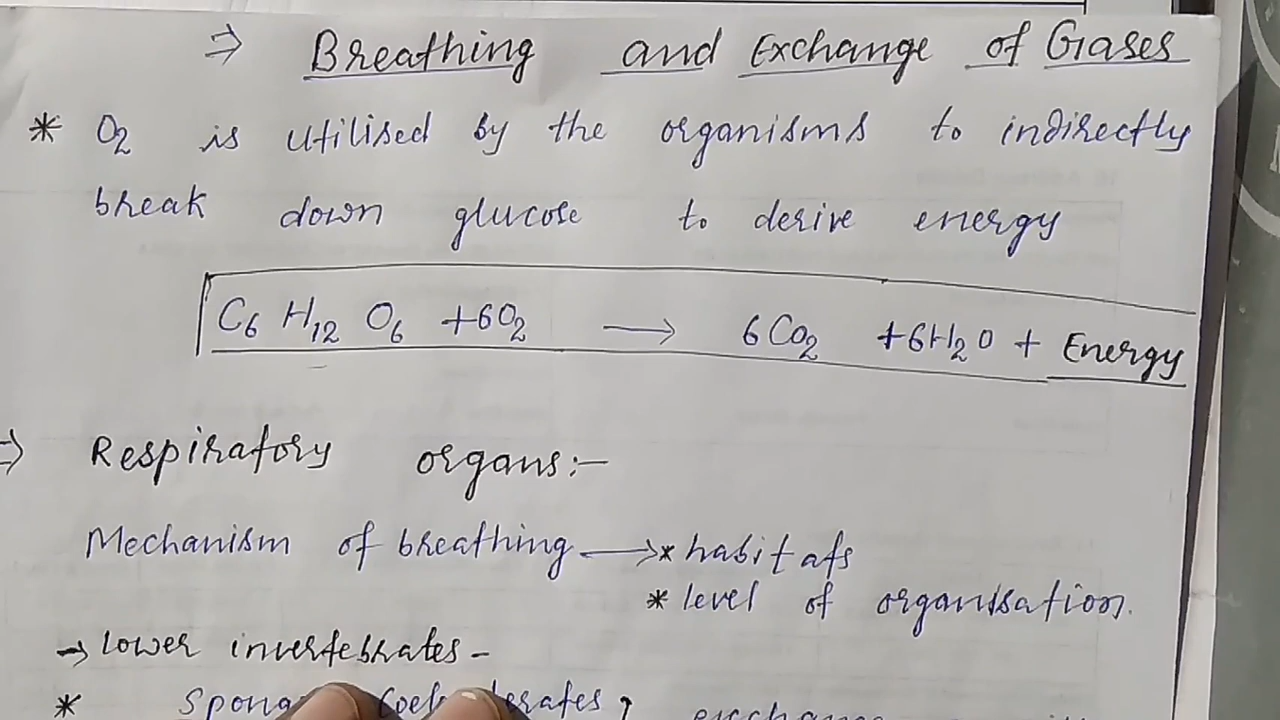 ⇒ Breathing and Exchange of Gases
* O₂ is utilised by the organisms to indirectly
break down glucose to derive energy
C₆ H₁₂ O₆ +6O₂ → 6Co₂ +6H₂O + Energy
⇒ Respiratory organs:-
Mechanism of breathing → * habitats
* level of organisation.
→ lower invertebrates -
*